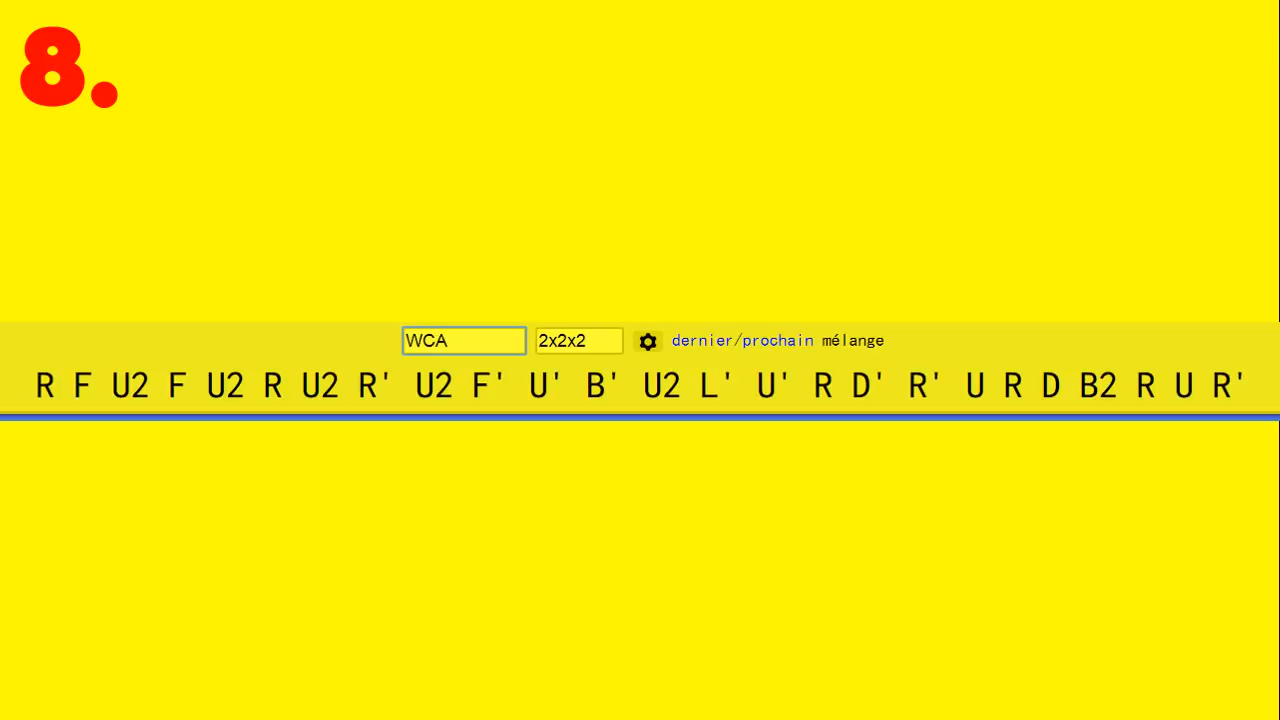 8.
WCA 2x2x2 dernier/prochain mélange
R F U2 F U2 R U2 R' U2 F' U' B' U2 L' U' R D' R' U R D B2 R U R'